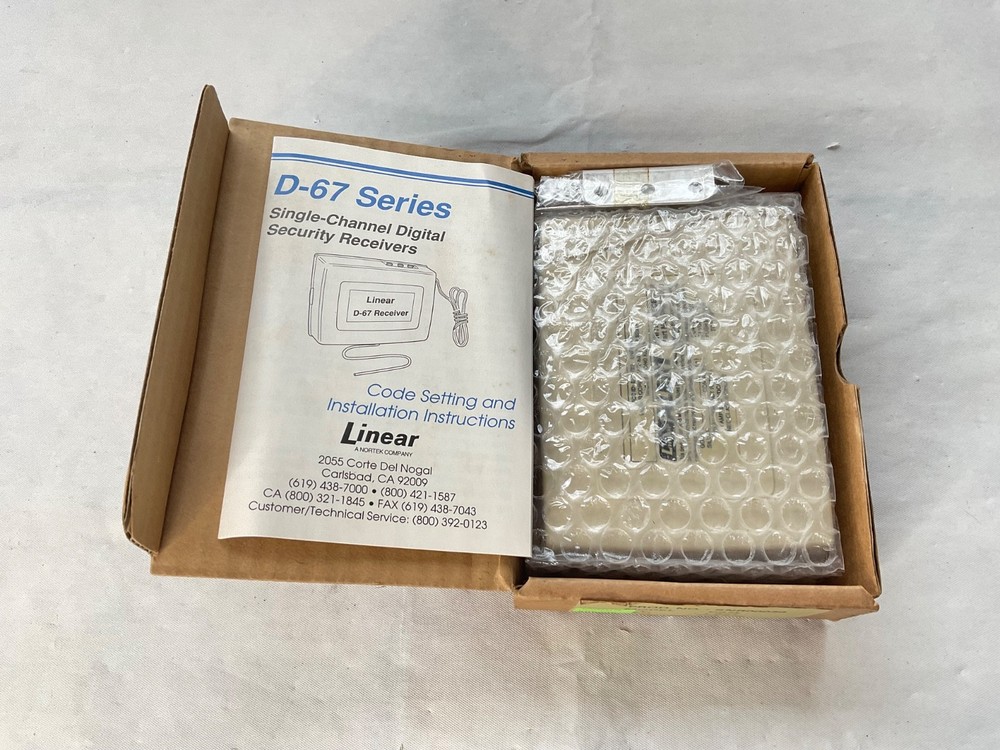 D-67 Series
Single-Channel Digital
Security Receivers
Linear
D-67 Receiver
Code Setting and
Installation Instructions
Linear
A NORTEK COMPANY
2055 Corte Del Nogal
Carlsbad, CA 92009
(619) 438-7000 • (800) 421-1587
CA (800) 321-1845 • FAX (619) 438-7043
Customer/Technical Service: (800) 392-0123